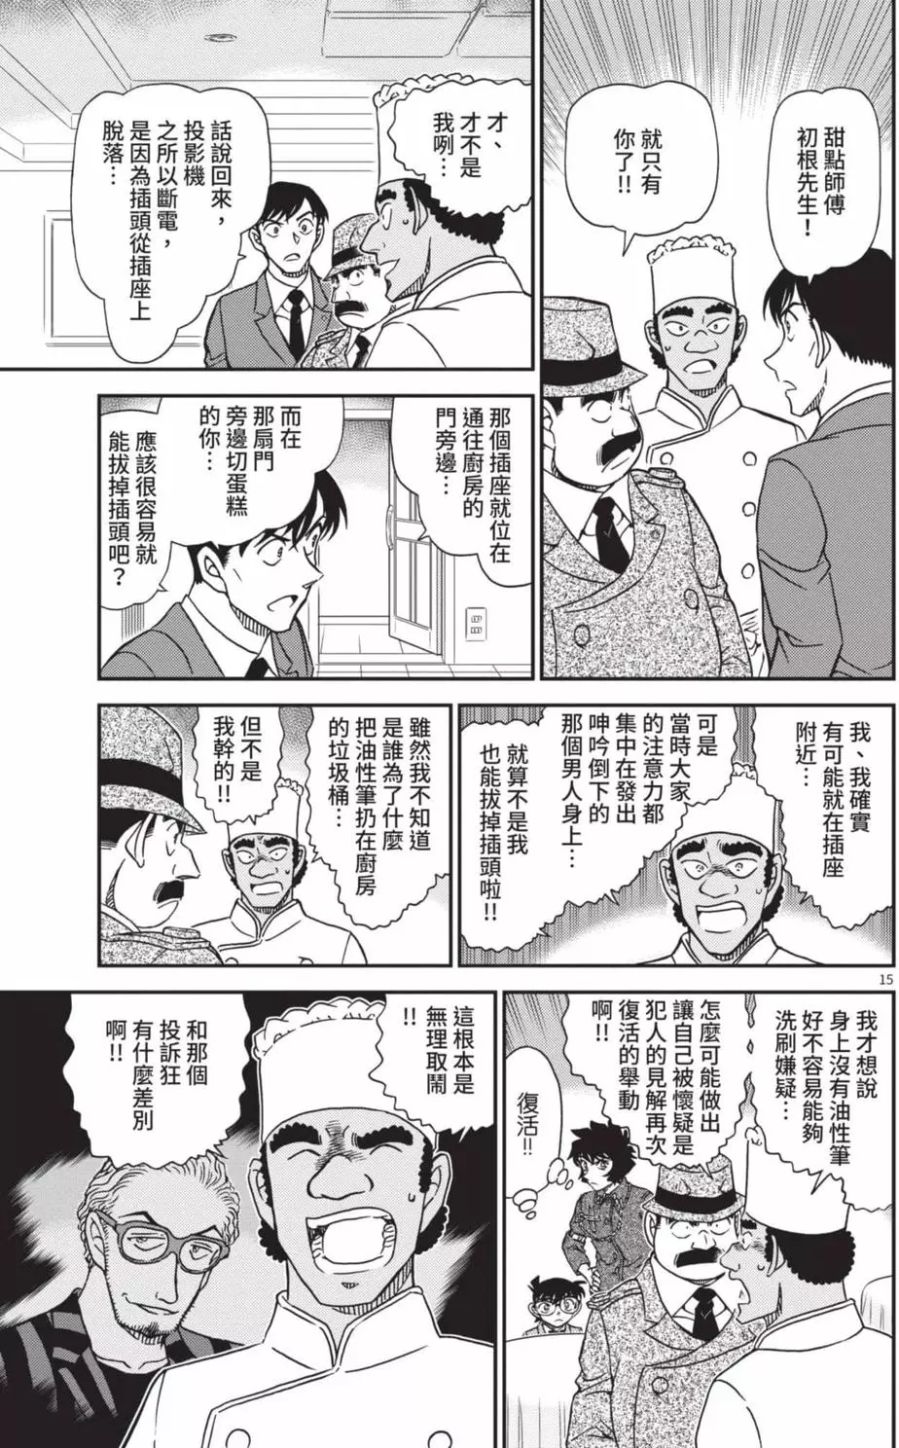 甜點師傅
初根先生！
就只有
你了!!
才、
才不是
我咧…
話說回來，
投影機
之所以斷電，
是因為插頭從插座上
脫落…
那個插座就位在
通往廚房的
門旁邊…
而在
那扇門
旁邊切蛋糕
的你…
應該很容易就
能拔掉插頭吧？
我、我確實
有可能就在插座
附近…
可是
當時大家
的注意力都
集中在發出
呻吟倒下的
那個男人身上…
就算不是我
也能拔掉插頭啦!!
雖然我不知道
是誰為了什麼
把油性筆扔在廚房
的垃圾桶…
但不是
我幹的!!
15
我才想說
身上沒有油性筆
好不容易能夠
洗刷嫌疑…
怎麼可能做出
讓自己被懷疑是
犯人的見解再次
復活的舉動
啊!!
復活!!
這根本是
無理取鬧
!!
和那個
投訴狂
有什麼差別
啊!!